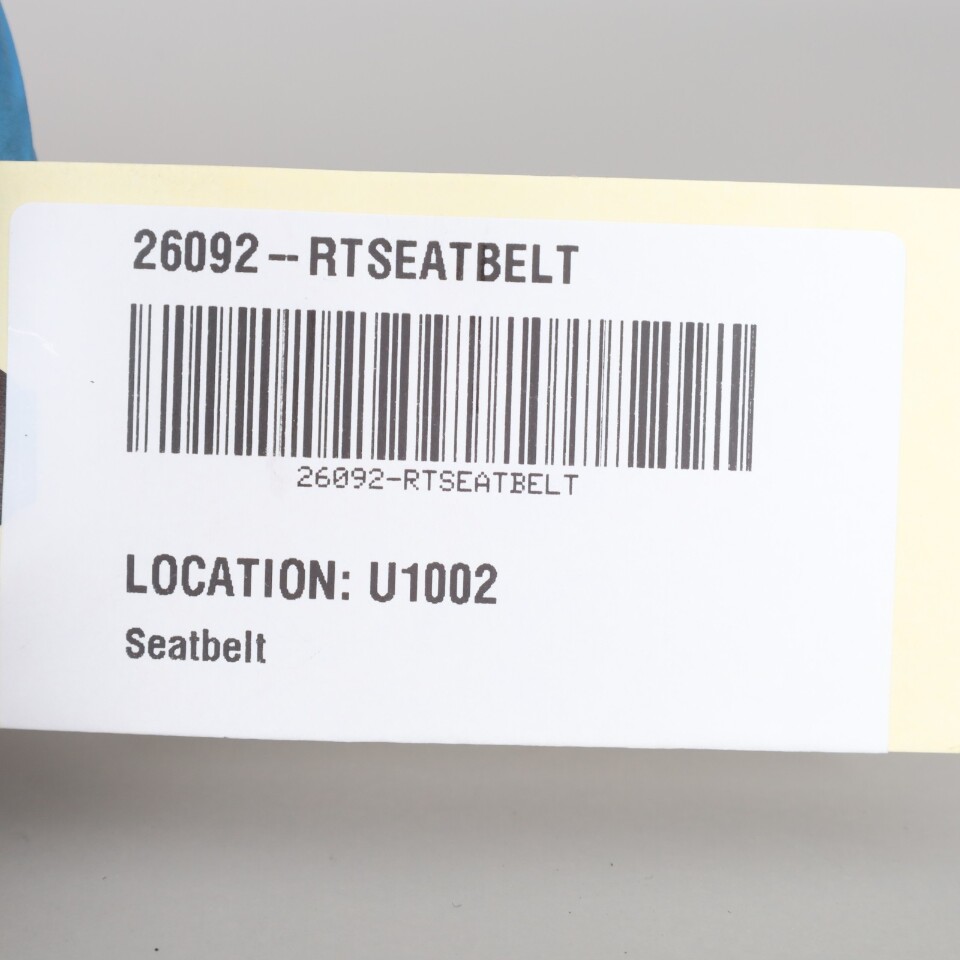 26092--RTSEATBELT
26092-RTSEATBELT
LOCATION: U1002
Seatbelt